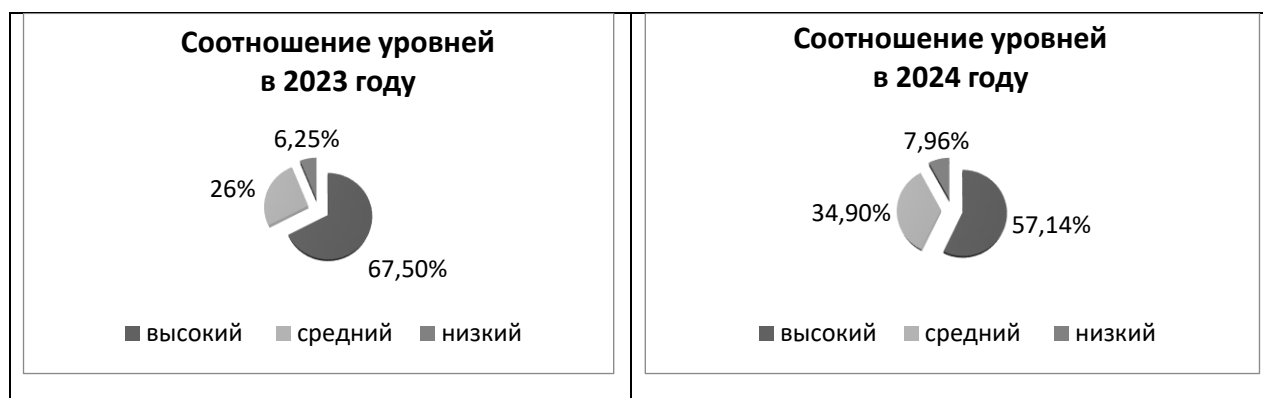 Соотношение уровней
в 2023 году
6,25%
26%
67,50%
высокий средний низкий
Соотношение уровней
в 2024 году
7,96%
34,90%
57,14%
высокий средний низкий